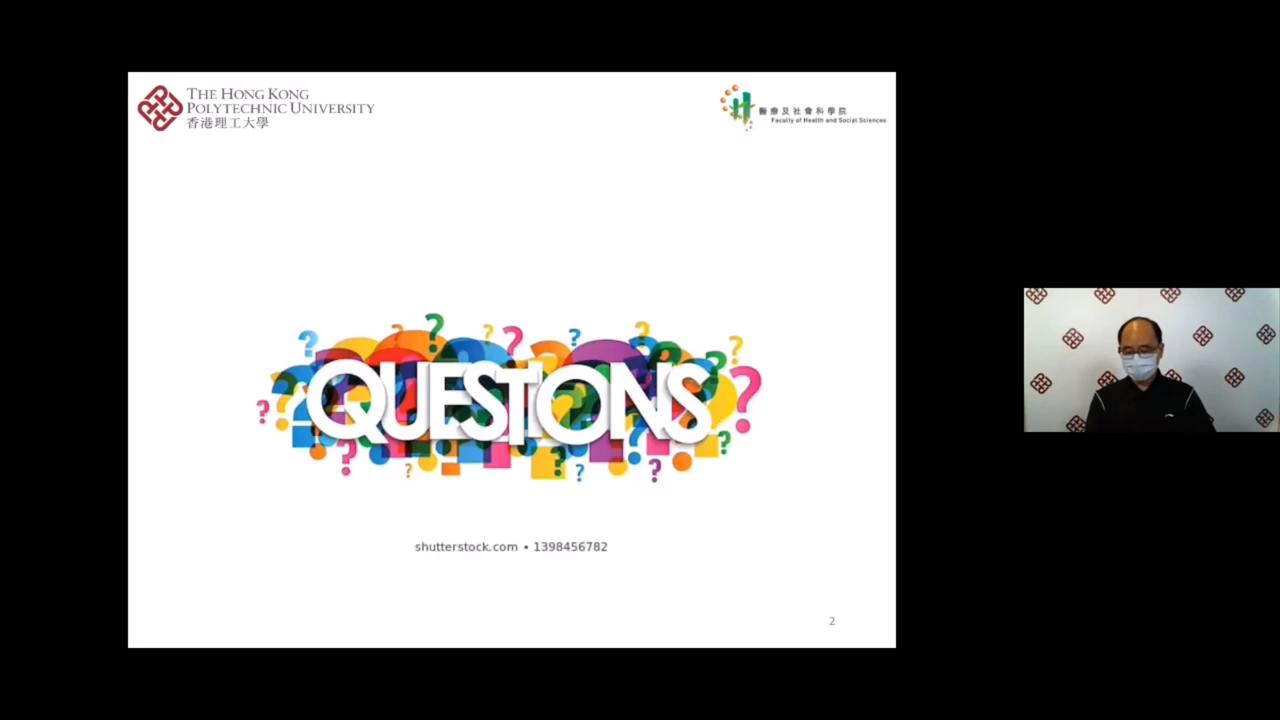 THE HONG KONG
POLYTECHNIC UNIVERSITY
香港理工大學
醫療及社會科學院
Faculty of Health and Social Sciences
QUESTIONS
shutterstock.com • 1398456782
2